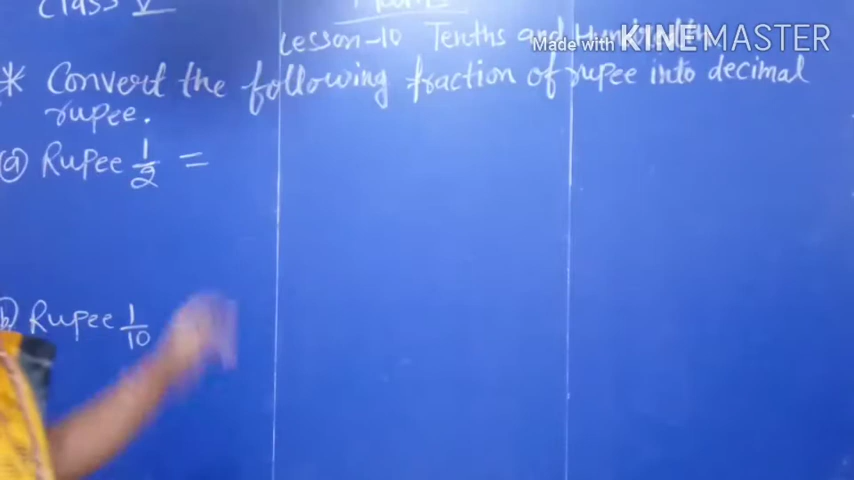 Class V
Lesson-10 Tenths and
Made with KINEMASTER
* Convert the following fraction of rupee into decimal
rupee.
(a) Rupee 1/2 =
(b) Rupee 1/10